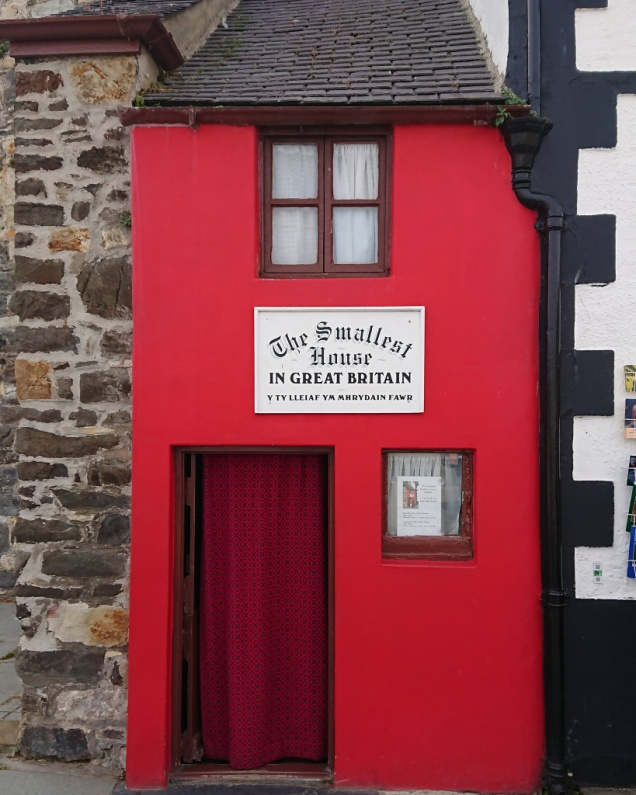 The Smallest
House
IN GREAT BRITAIN
Y TY LLEIAF YM MHRYDAIN FAWR